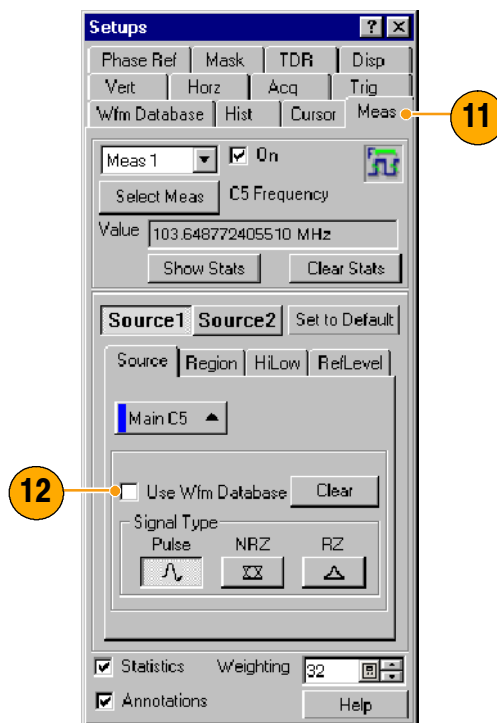 Setups
Phase Ref Mask TDR Disp
Vert Horz Acq Trig
Wfm Database Hist Cursor Meas
11
Meas 1 On
F
Select Meas C5 Frequency
Value 103.648772405510 MHz
Show Stats Clear Stats
Source1 Source2 Set to Default
Source Region HiLow RefLevel
Main C5
12
Use Wfm Database Clear
Signal Type
Pulse NRZ RZ
Statistics Weighting 32
Annotations Help